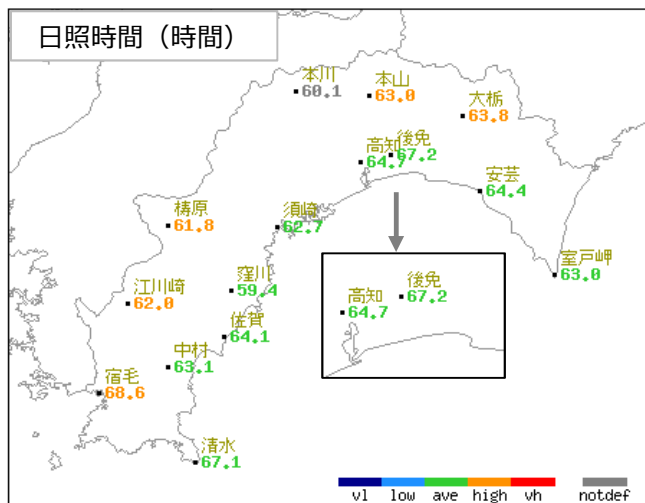 日照時間（時間）
本川
60.1
本山
63.0
大栃
63.8
高知
64.7
後免
67.2
安芸
64.4
梼原
61.8
須崎
62.7
室戸岬
63.0
窪川
59.4
江川崎
62.0
後免
67.2
高知
64.7
佐賀
64.1
中村
63.1
宿毛
68.6
清水
67.1
vl low ave high vh notdef